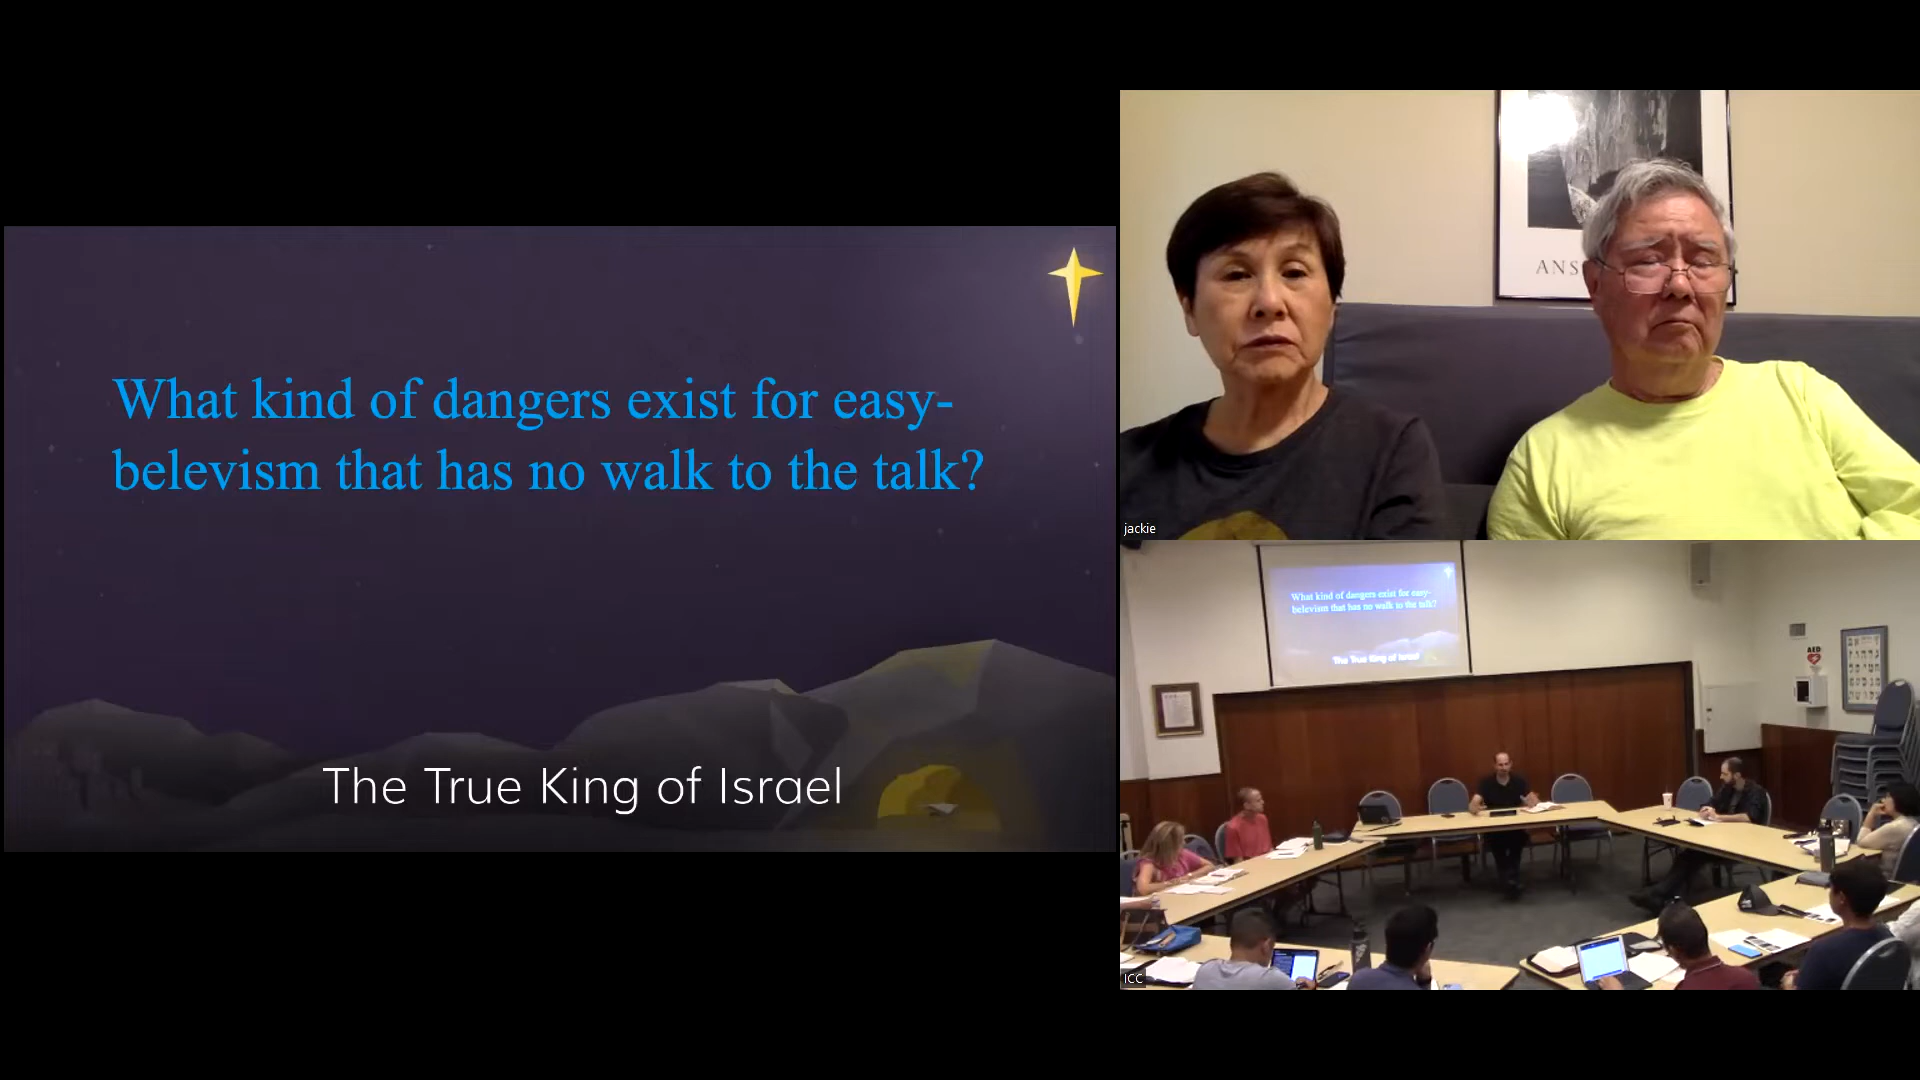 What kind of dangers exist for easy-
belevism that has no walk to the talk?
The True King of Israel
ANS
jackie
What kind of dangers exist for easy-
belevism that has no walk to the talk?
The True King of Israel
AED
ICC